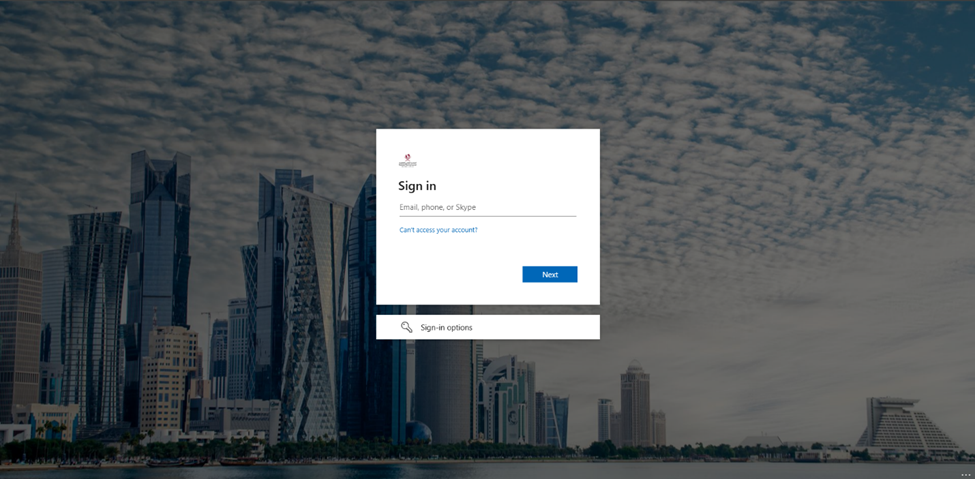 Sign in
Email, phone, or Skype
Can't access your account?
Next
Sign-in options